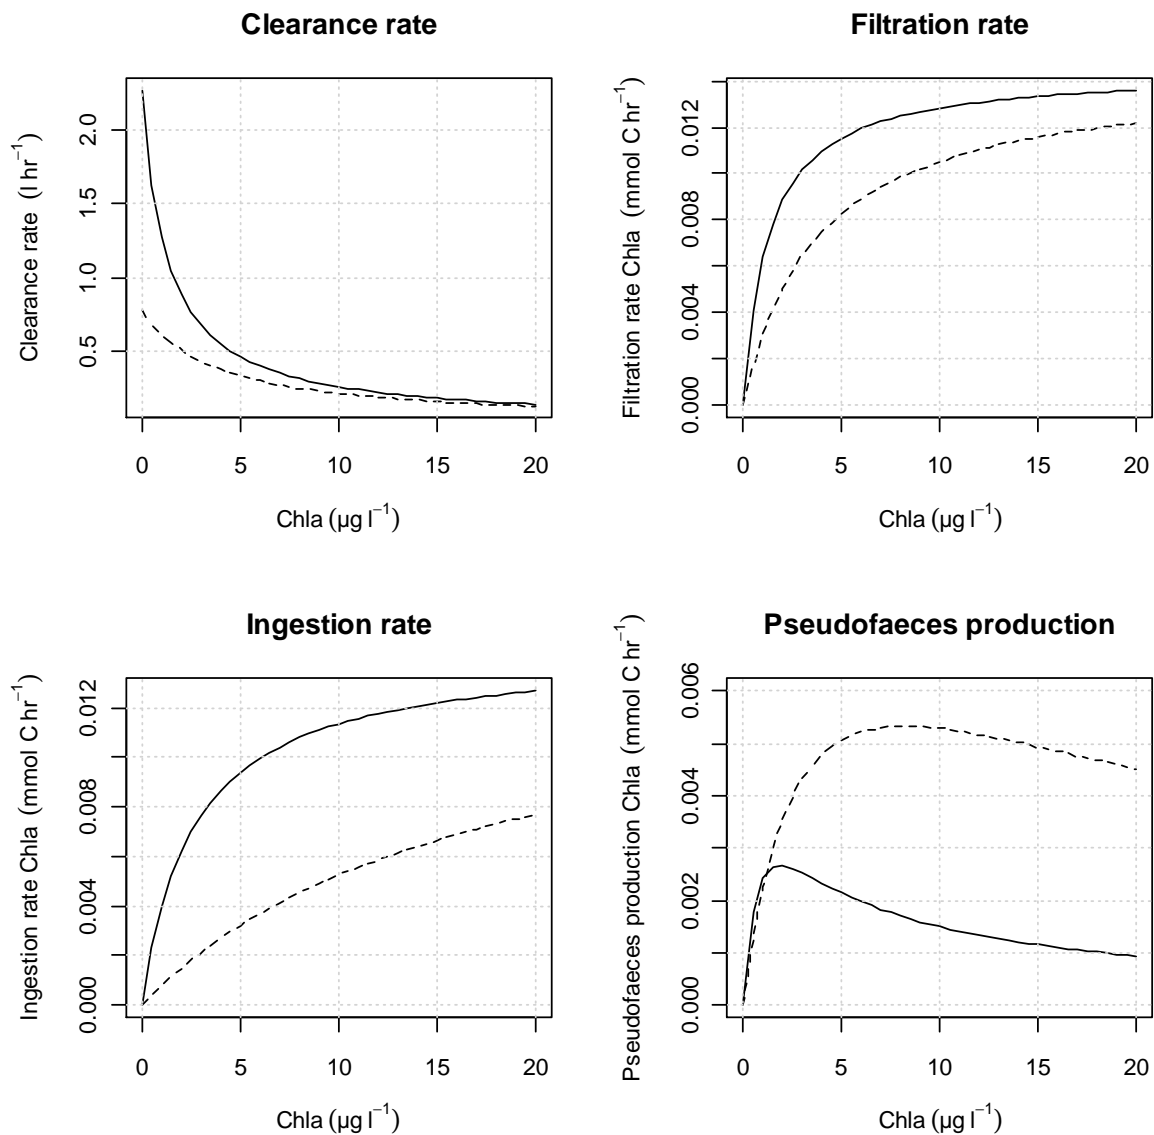 Clearance rate
Clearance rate (l hr⁻¹)
2.0
1.5
1.0
0.5
0 5 10 15 20
Chla (µg l⁻¹)
Filtration rate
Filtration rate Chla (mmol C hr⁻¹)
0.012
0.008
0.004
0.000
0 5 10 15 20
Chla (µg l⁻¹)
Ingestion rate
Ingestion rate Chla (mmol C hr⁻¹)
0.012
0.008
0.004
0.000
0 5 10 15 20
Chla (µg l⁻¹)
Pseudofaeces production
Pseudofaeces production Chla (mmol C hr⁻¹)
0.006
0.004
0.002
0.000
0 5 10 15 20
Chla (µg l⁻¹)